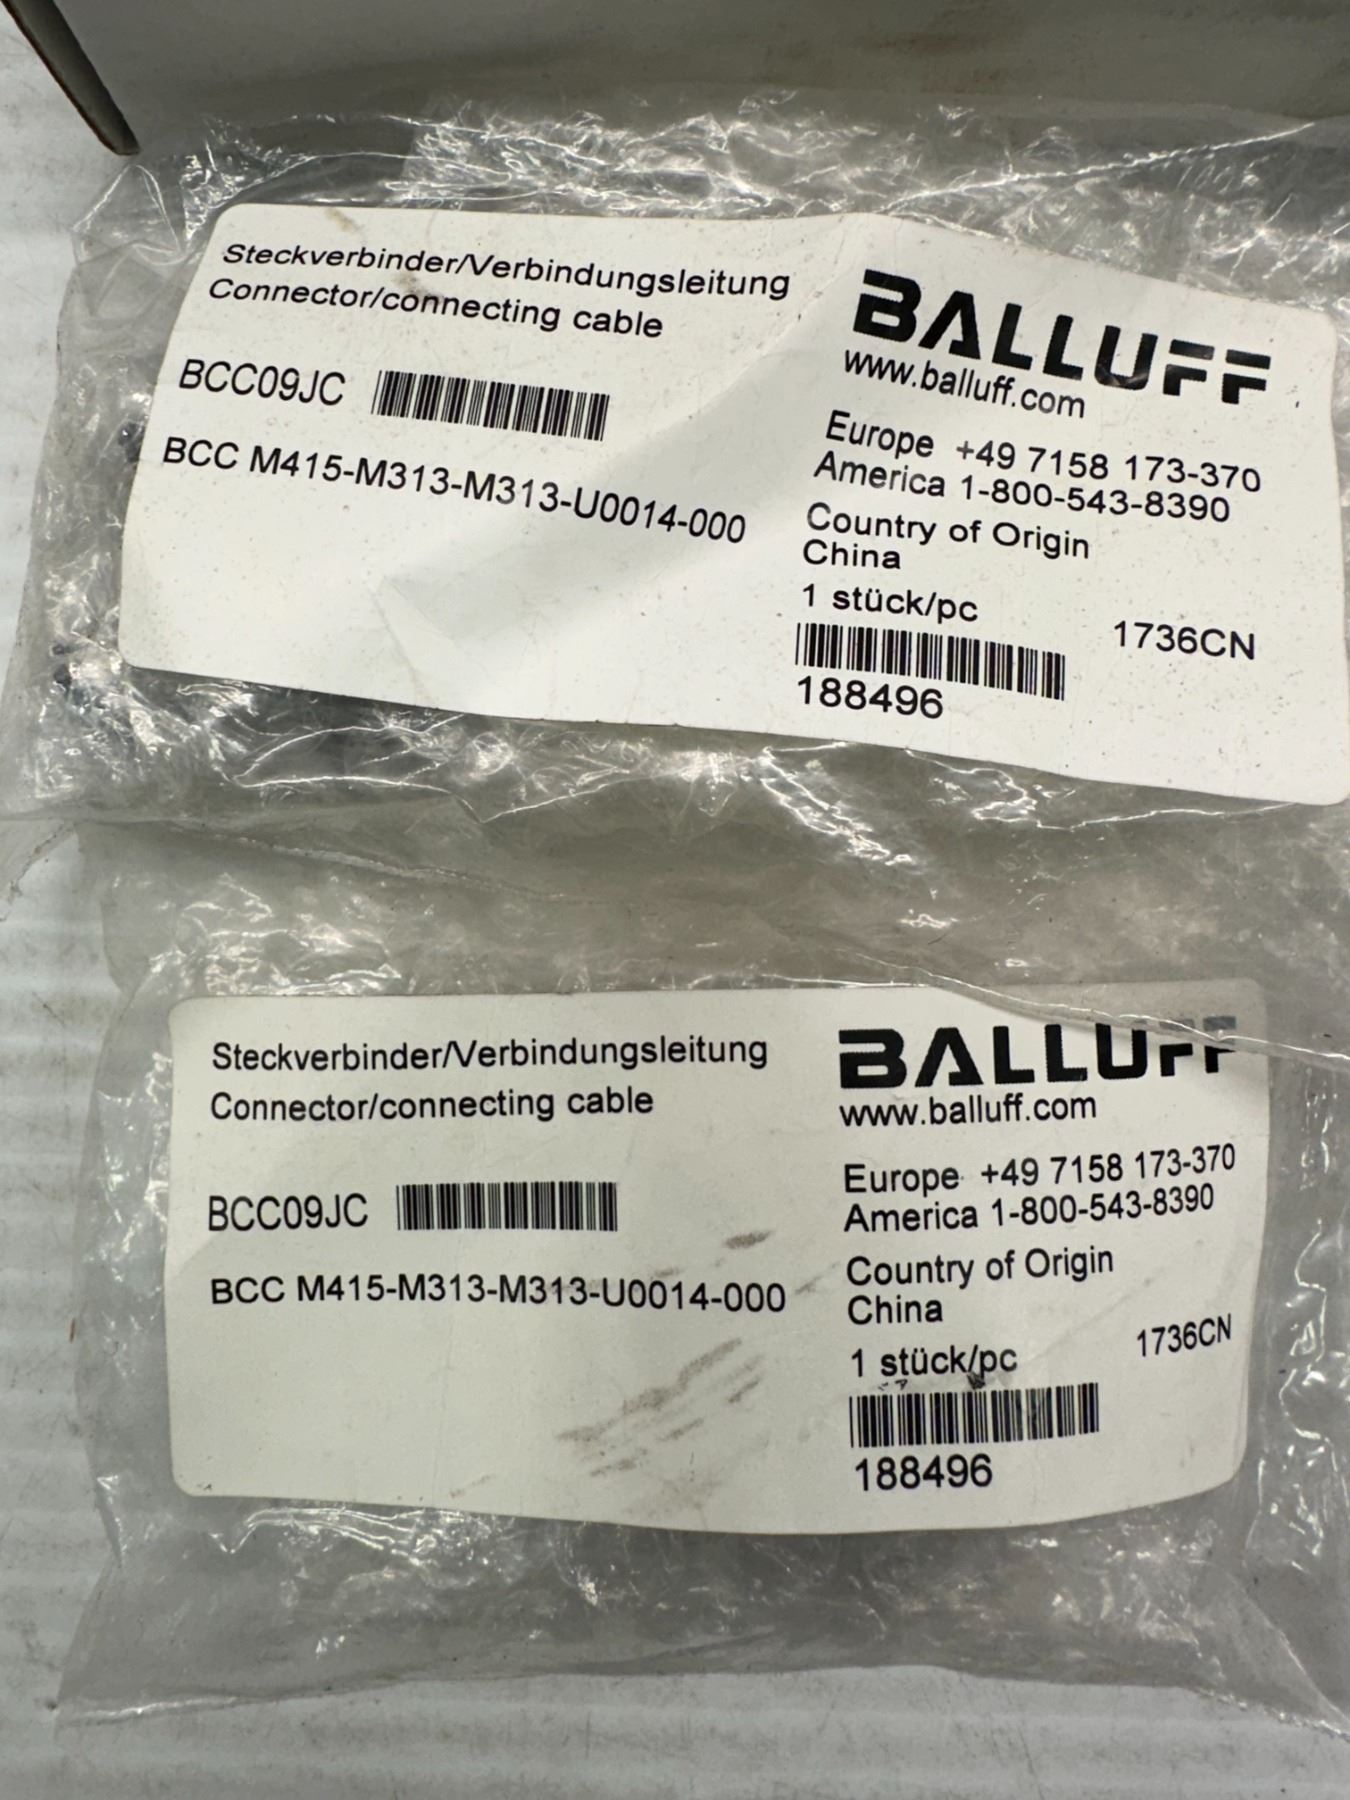 Steckverbinder/Verbindungsleitung
Connector/connecting cable
BCC09JC
BCC M415-M313-M313-U0014-000
BALLUFF
www.balluff.com
Europe +49 7158 173-370
America 1-800-543-8390
Country of Origin
China
1 stück/pc
1736CN
188496
Steckverbinder/Verbindungsleitung
Connector/connecting cable
BCC09JC
BCC M415-M313-M313-U0014-000
BALLUFF
www.balluff.com
Europe +49 7158 173-370
America 1-800-543-8390
Country of Origin
China
1 stück/pc
1736CN
188496